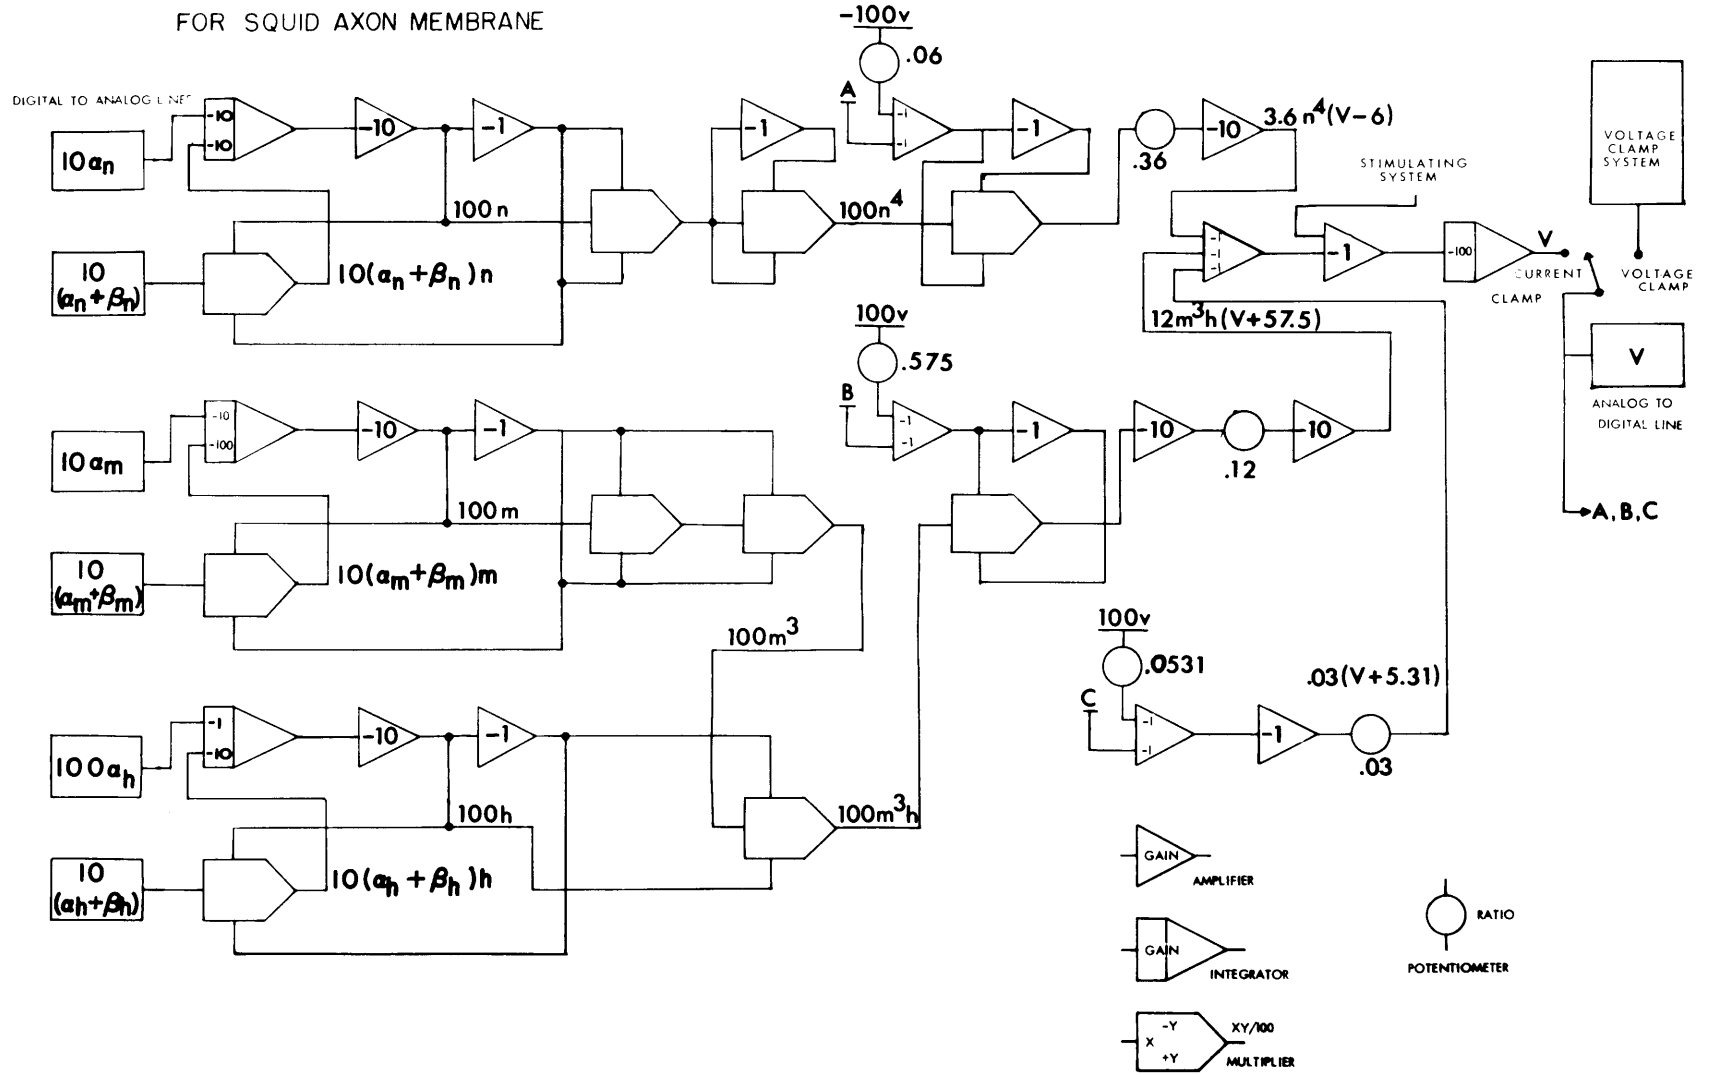 FOR SQUID AXON MEMBRANE
DIGITAL TO ANALOG LINES
-10
-10
10αn
-10
-1
100n
10
(αn+βn)
10(αn+βn)n
-1
100n⁴
-100v
.06
A
-1
-1
-1
.36
-10
3.6n⁴(V-6)
STIMULATING
SYSTEM
-1
-1
-1
-1
-100
V
CURRENT
CLAMP
VOLTAGE
CLAMP
SYSTEM
VOLTAGE
CLAMP
V
ANALOG TO
DIGITAL LINE
A, B, C
12m³h(V+57.5)
100v
.575
B
-1
-1
-1
-10
.12
-10
-10
-100
10αm
-10
-1
100m
10
(αm+βm)
10(αm+βm)m
100m³
100v
.0531
C
-1
-1
-1
.03
.03(V+5.31)
-1
-10
100αh
-10
-1
100h
10
(αh+βh)
10(αh+βh)h
100m³h
GAIN
AMPLIFIER
GAIN
INTEGRATOR
X
-Y
+Y
XY/100
MULTIPLIER
RATIO
POTENTIOMETER